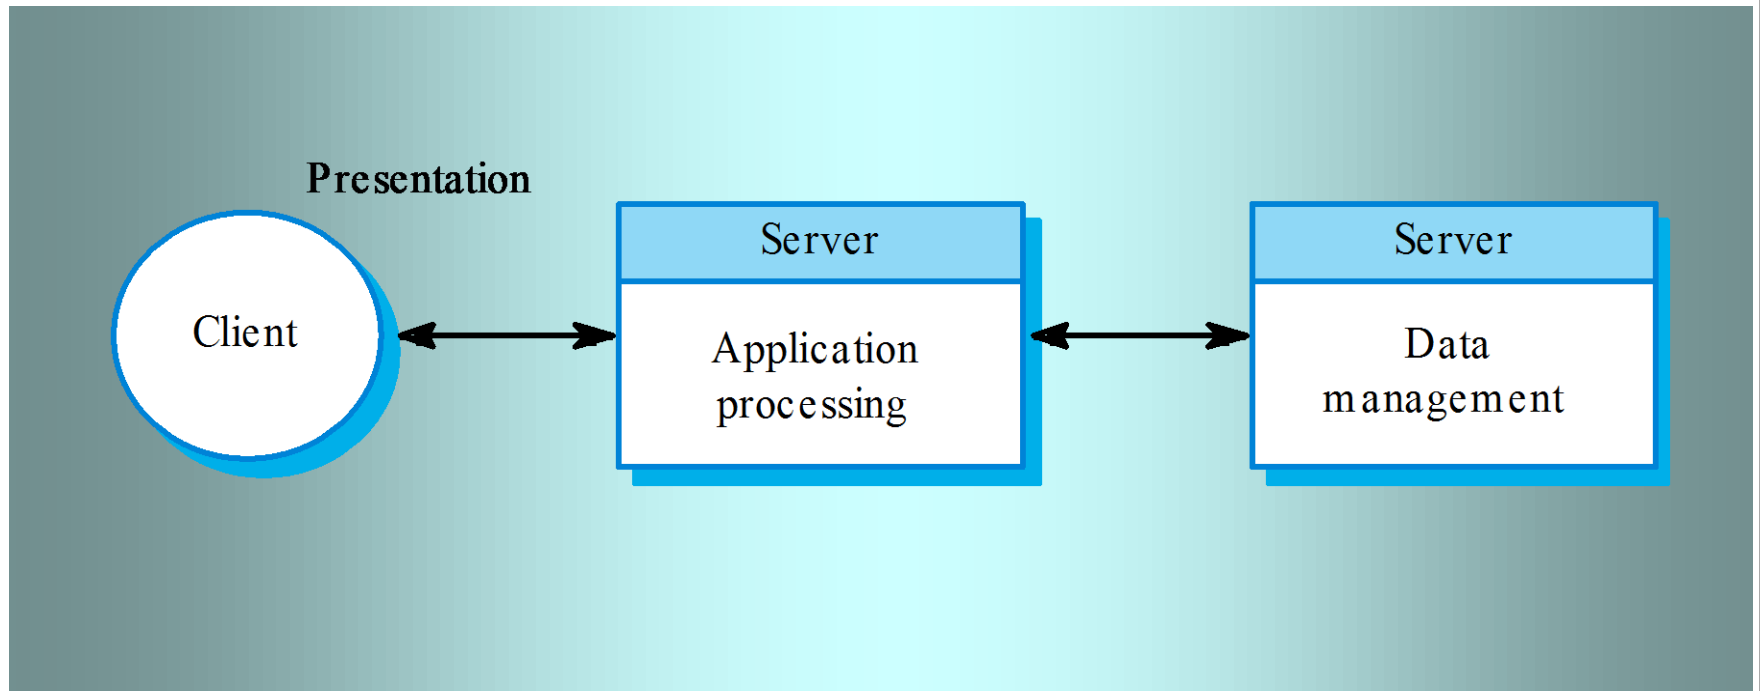 Presentation
Client
Server
Application
processing
Server
Data
management